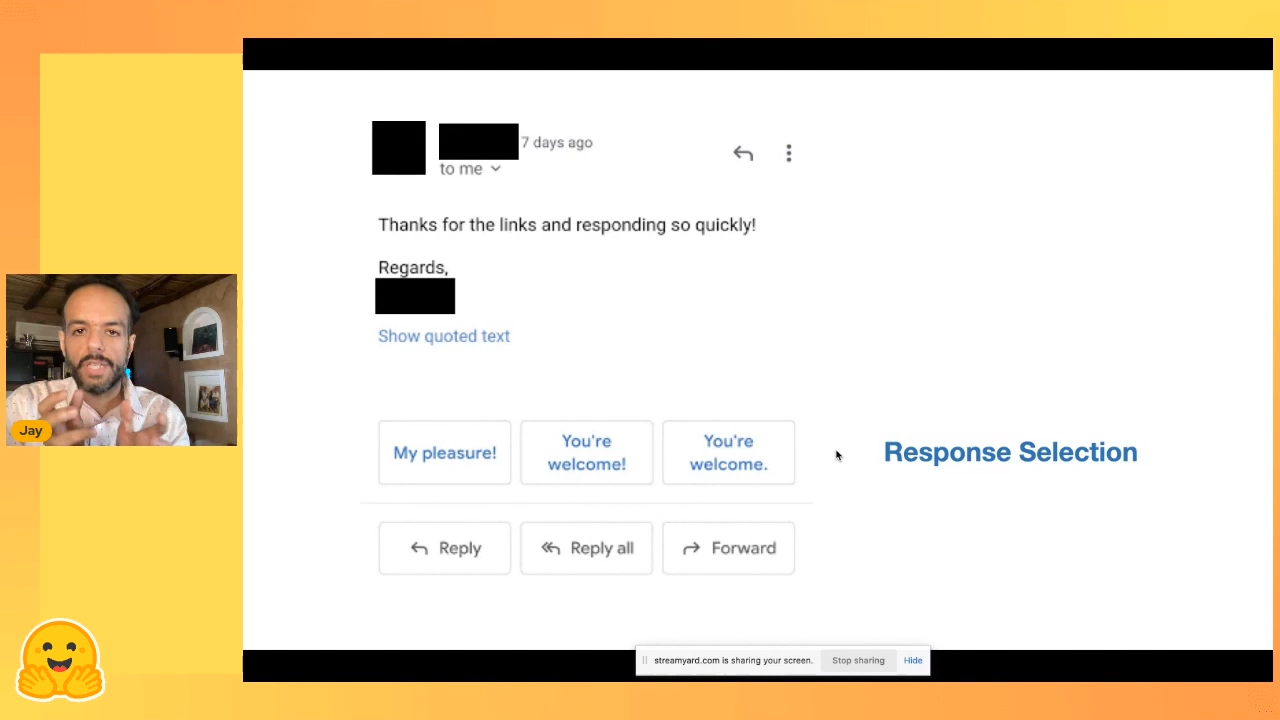 7 days ago
to me
Thanks for the links and responding so quickly!
Regards,
Show quoted text
My pleasure!
You're
welcome!
You're
welcome.
Response Selection
Reply
Reply all
Forward
Jay
streamyard.com is sharing your screen.
Stop sharing
Hide